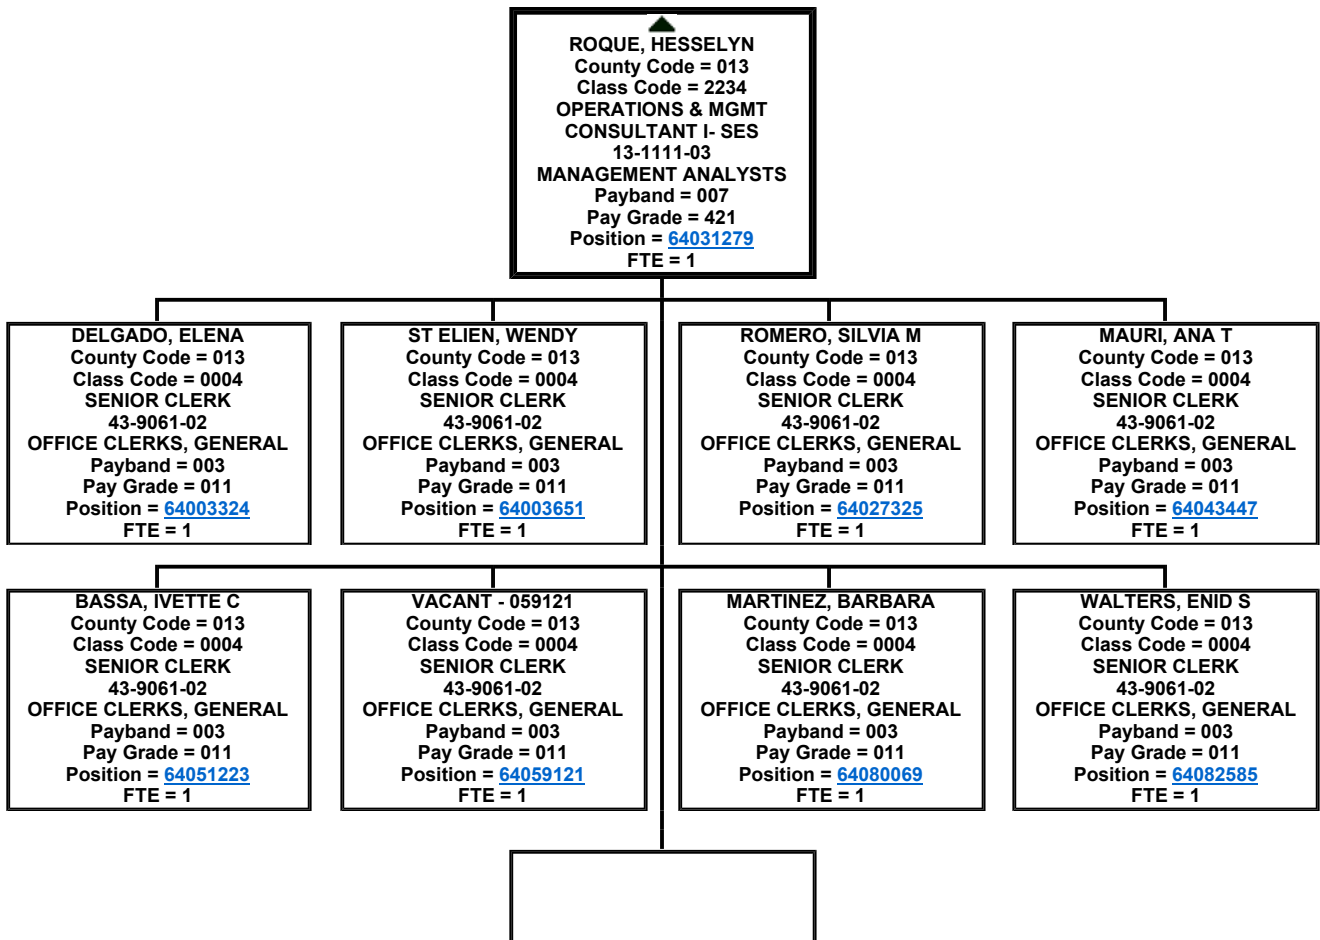 ROQUE, HESSELYN
County Code = 013
Class Code = 2234
OPERATIONS & MGMT
CONSULTANT I- SES
13-1111-03
MANAGEMENT ANALYSTS
Payband = 007
Pay Grade = 421
Position = 64031279
FTE = 1
DELGADO, ELENA
County Code = 013
Class Code = 0004
SENIOR CLERK
43-9061-02
OFFICE CLERKS, GENERAL
Payband = 003
Pay Grade = 011
Position = 64003324
FTE = 1
ST ELIEN, WENDY
County Code = 013
Class Code = 0004
SENIOR CLERK
43-9061-02
OFFICE CLERKS, GENERAL
Payband = 003
Pay Grade = 011
Position = 64003651
FTE = 1
ROMERO, SILVIA M
County Code = 013
Class Code = 0004
SENIOR CLERK
43-9061-02
OFFICE CLERKS, GENERAL
Payband = 003
Pay Grade = 011
Position = 64027325
FTE = 1
MAURI, ANA T
County Code = 013
Class Code = 0004
SENIOR CLERK
43-9061-02
OFFICE CLERKS, GENERAL
Payband = 003
Pay Grade = 011
Position = 64043447
FTE = 1
BASSA, IVETTE C
County Code = 013
Class Code = 0004
SENIOR CLERK
43-9061-02
OFFICE CLERKS, GENERAL
Payband = 003
Pay Grade = 011
Position = 64051223
FTE = 1
VACANT - 059121
County Code = 013
Class Code = 0004
SENIOR CLERK
43-9061-02
OFFICE CLERKS, GENERAL
Payband = 003
Pay Grade = 011
Position = 64059121
FTE = 1
MARTINEZ, BARBARA
County Code = 013
Class Code = 0004
SENIOR CLERK
43-9061-02
OFFICE CLERKS, GENERAL
Payband = 003
Pay Grade = 011
Position = 64080069
FTE = 1
WALTERS, ENID S
County Code = 013
Class Code = 0004
SENIOR CLERK
43-9061-02
OFFICE CLERKS, GENERAL
Payband = 003
Pay Grade = 011
Position = 64082585
FTE = 1